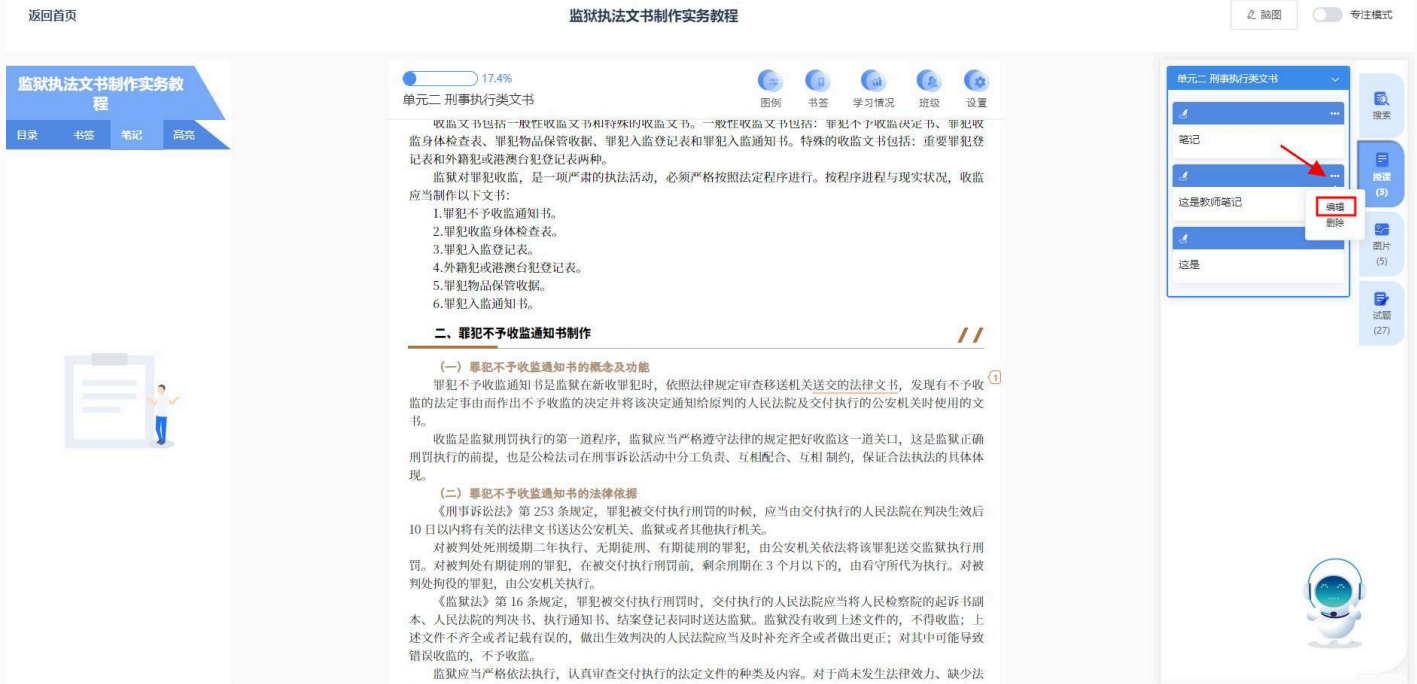 返回首页
监狱执法文书制作实务教程
脑图
专注模式
监狱执法文书制作实务教
程
目录
书签
笔记
高亮
17.4%
单元二 刑事执行类文书
图例
书签
学习情况
班级
设置
收监文书包括一般性收监文书和特殊的收监文书。一般性收监文书包括：罪犯不予收监决定书、罪犯收
监身体检查表、罪犯物品保管收据、罪犯入监登记表和罪犯入监通知书。特殊的收监文书包括：重要罪犯登
记表和外籍犯或港澳台犯登记表两种。
监狱对罪犯收监，是一项严肃的执法活动，必须严格按照法定程序进行。按程序进程与现实状况，收监
应当制作以下文书：
1.罪犯不予收监通知书。
2.罪犯收监身体检查表。
3.罪犯入监登记表。
4.外籍犯或港澳台犯登记表。
5.罪犯物品保管收据。
6.罪犯入监通知书。
二、罪犯不予收监通知书制作
（一）罪犯不予收监通知书的概念及功能
罪犯不予收监通知书是监狱在新收罪犯时，依照法律规定审查移送机关送交的法律文书，发现有不予收
1
监的法定事由而作出不予收监的决定并将该决定通知给原判的人民法院及交付执行的公安机关时使用的文
书。
收监是监狱刑罚执行的第一道程序，监狱应当严格遵守法律的规定把好收监这一道关口，这是监狱正确
刑罚执行的前提，也是公检法司在刑事诉讼活动中分工负责、互相配合、互相 制约，保证合法执法的具体体
现。
（二）罪犯不予收监通知书的法律依据
《刑事诉讼法》第 253 条规定，罪犯被交付执行刑罚的时候，应当由交付执行的人民法院在判决生效后
10 日以内将有关的法律文书送达公安机关、监狱或者其他执行机关。
对被判处死刑缓期二年执行、无期徒刑、有期徒刑的罪犯，由公安机关依法将该罪犯送交监狱执行刑
罚。对被判处有期徒刑的罪犯，在被交付执行刑罚前，剩余刑期在 3 个月以下的，由看守所代为执行。对被
判处拘役的罪犯，由公安机关执行。
《监狱法》第 16 条规定，罪犯被交付执行刑罚时，交付执行的人民法院应当将人民检察院的起诉书副
本、人民法院的判决书、执行通知书、结案登记表同时送达监狱。监狱没有收到上述文件的，不得收监；上
述文件不齐全或者记载有误的，做出生效判决的人民法院应当及时补充齐全或者做出更正；对其中可能导致
错误收监的，不予收监。
监狱应当严格依法执行，认真审查交付执行的法定文件的种类及内容。对于尚未发生法律效力、缺少法
单元二 刑事执行类文书
笔记
这是教师笔记
编辑
删除
这是
搜索
授课
(3)
图片
(5)
试题
(27)